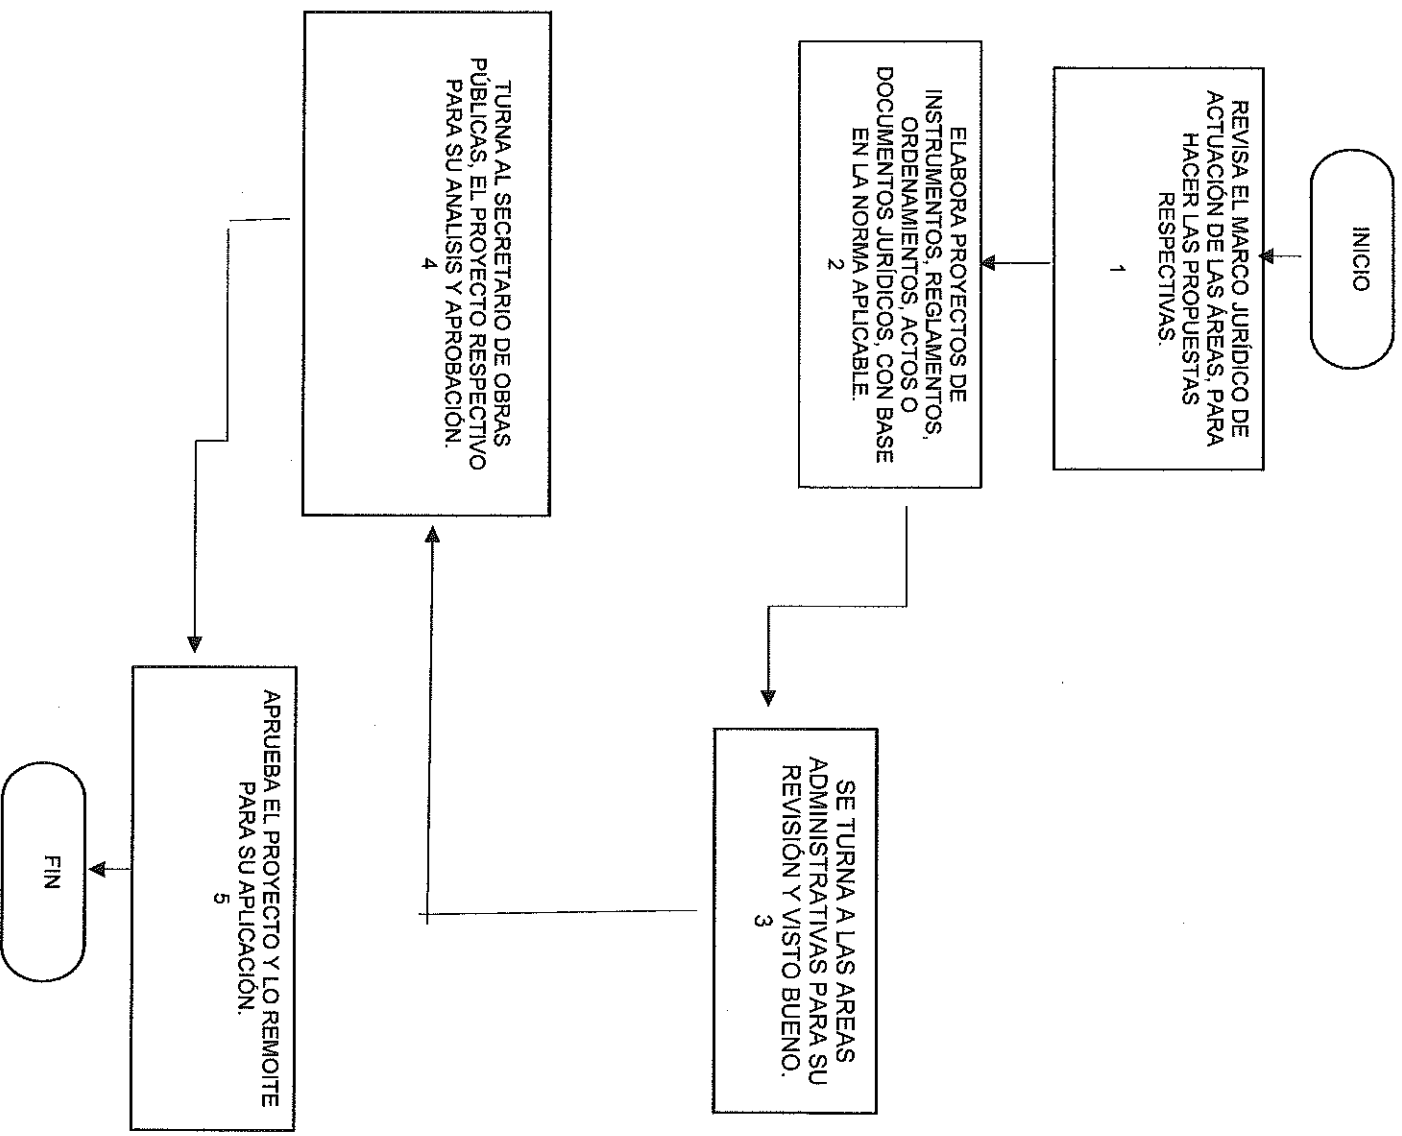 INICIO
REVISA EL MARCO JURÍDICO DE
ACTUACIÓN DE LAS ÁREAS, PARA
HACER LAS PROPUESTAS
RESPECTIVAS.
1
ELABORA PROYECTOS DE
INSTRUMENTOS, REGLAMENTOS,
ORDENAMIENTOS, ACTOS O
DOCUMENTOS JURÍDICOS, CON BASE
EN LA NORMA APLICABLE.
2
SE TURNA A LAS AREAS
ADMINISTRATIVAS PARA SU
REVISIÓN Y VISTO BUENO.
3
TURNA AL SECRETARIO DE OBRAS
PÚBLICAS, EL PROYECTO RESPECTIVO
PARA SU ANALISIS Y APROBACIÓN.
4
APRUEBA EL PROYECTO Y LO REMOITE
PARA SU APLICACIÓN.
5
FIN